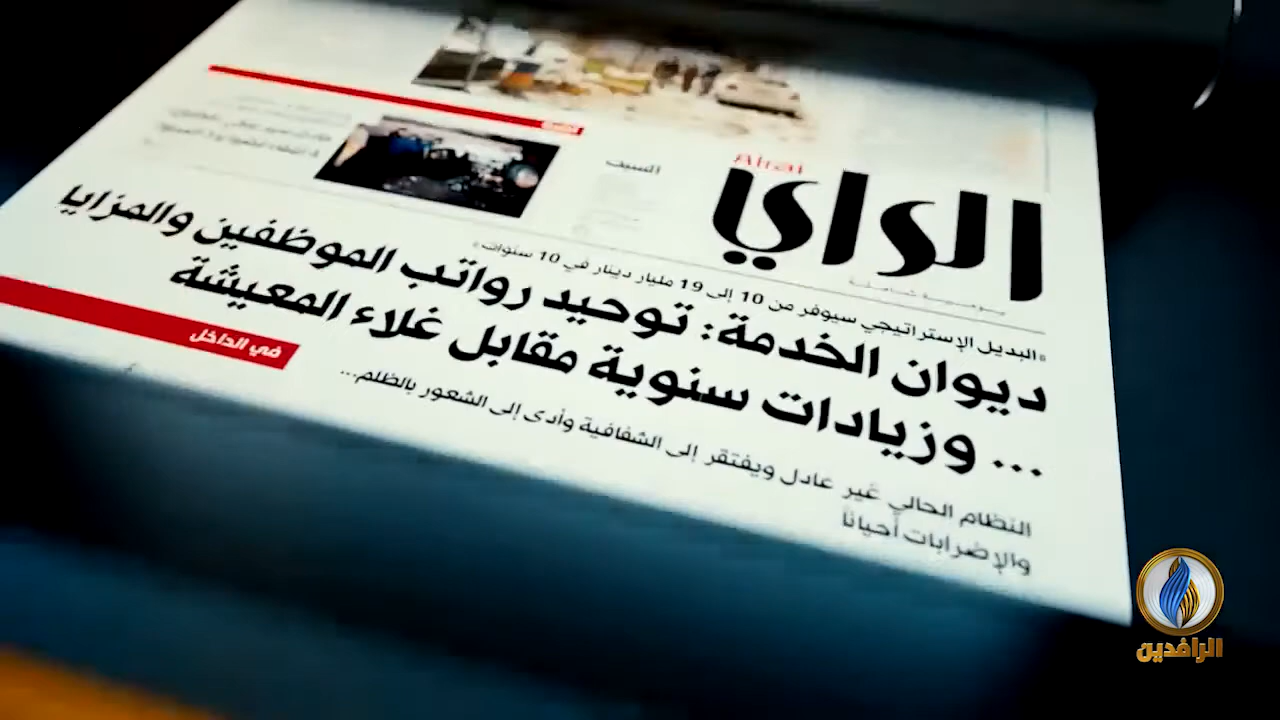 Alrai
الراي
السبت
يومية شاملة
«البديل الإستراتيجي سيوفر من 10 إلى 19 مليار دينار في 10 سنوات»
ديوان الخدمة: توحيد رواتب الموظفين والمزايا
... وزيادات سنوية مقابل غلاء المعيشة
في الداخل
النظام الحالي غير عادل ويفتقر إلى الشفافية وأدى إلى الشعور بالظلم...
والإضرابات أحياناً
الرافدين